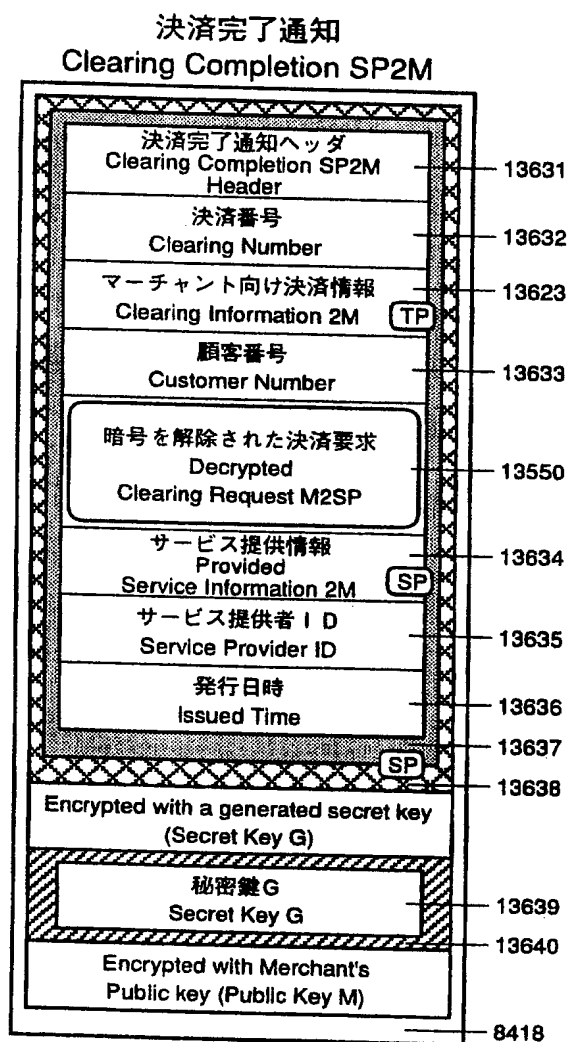 決済完了通知
Clearing Completion SP2M
決済完了通知ヘッダ
Clearing Completion SP2M
Header
13631
決済番号
Clearing Number
13632
マーチャント向け決済情報
Clearing Information 2M
TP
13623
顧客番号
Customer Number
13633
暗号を解除された決済要求
Decrypted
Clearing Request M2SP
13550
サービス提供情報
Provided
Service Information 2M
SP
13634
サービス提供者 I D
Service Provider ID
13635
発行日時
Issued Time
13636
13637
SP
13638
Encrypted with a generated secret key
(Secret Key G)
秘密鍵G
Secret Key G
13639
13640
Encrypted with Merchant's
Public key (Public Key M)
8418